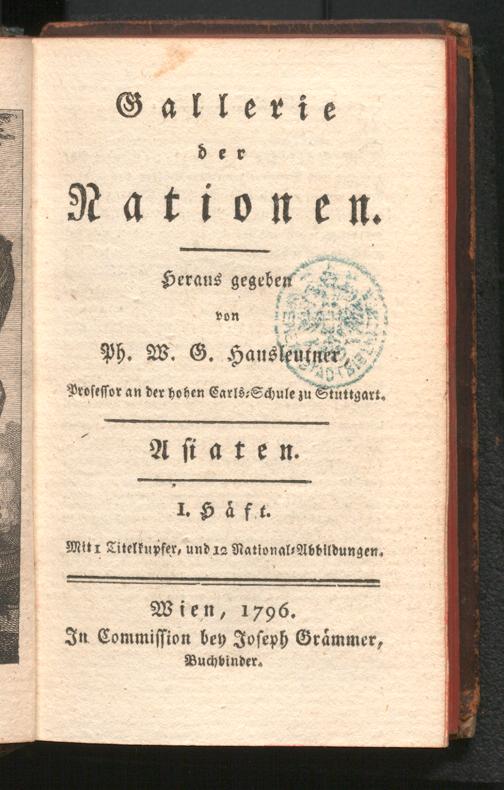 Gallerie
der
Nationen.
Heraus gegeben
von
Ph. W. G. Hausleutner,
Professor an der hohen Carls-Schule zu Stuttgart.
Asiaten.
I. Häft.
Mit 1 Titelkupfer, und 12 National-Abbildungen.
Wien, 1796.
In Commission bey Joseph Grämmer,
Buchbinder.